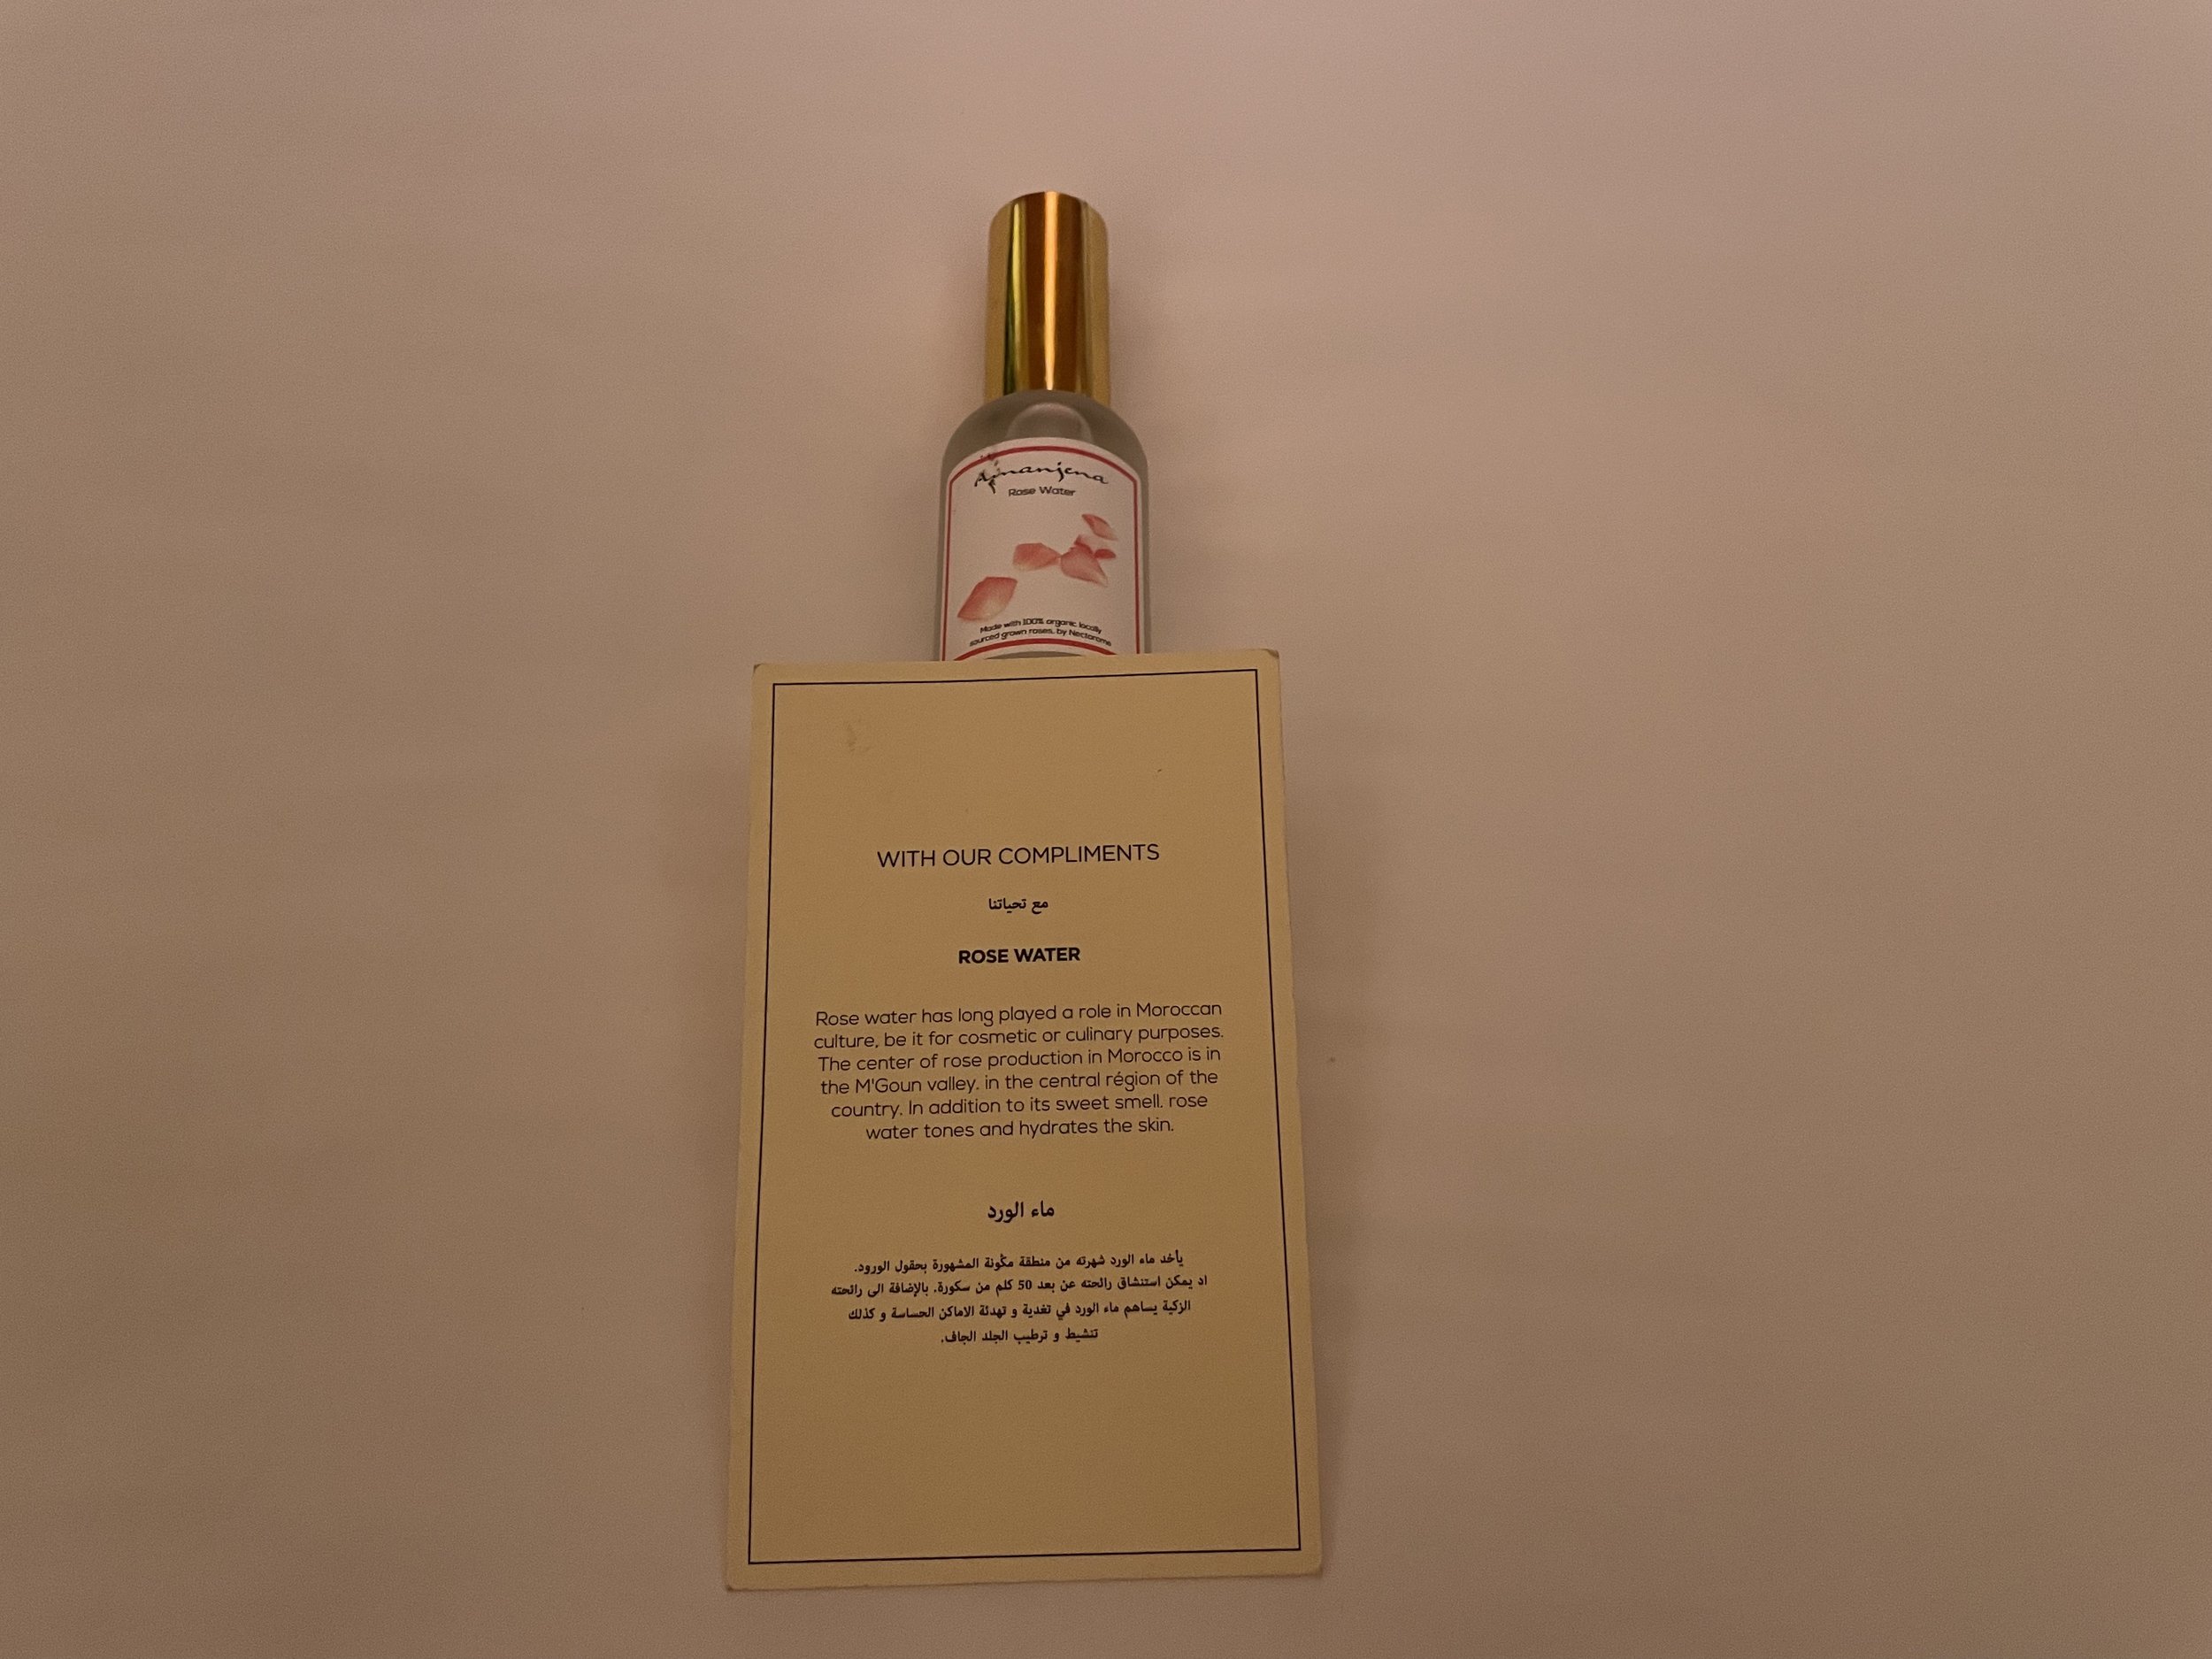 Amanjena
Rose Water
Made with 100% organic locally
sourced grown roses, by Nectarome
WITH OUR COMPLIMENTS
مع تحياتنا
ROSE WATER
Rose water has long played a role in Moroccan
culture, be it for cosmetic or culinary purposes.
The center of rose production in Morocco is in
the M'Goun valley. in the central région of the
country. In addition to its sweet smell. rose
water tones and hydrates the skin.
ماء الورد
يأخد ماء الورد شهرته من منطقة مڭونة المشهورة بحقول الورود.
اد يمكن استنشاق رائحته عن بعد 50 كلم من سكورة. بالإضافة الى رائحته
الزكية يساهم ماء الورد في تغدية و تهدئة الاماكن الحساسة و كذلك
تنشيط و ترطيب الجلد الجاف.